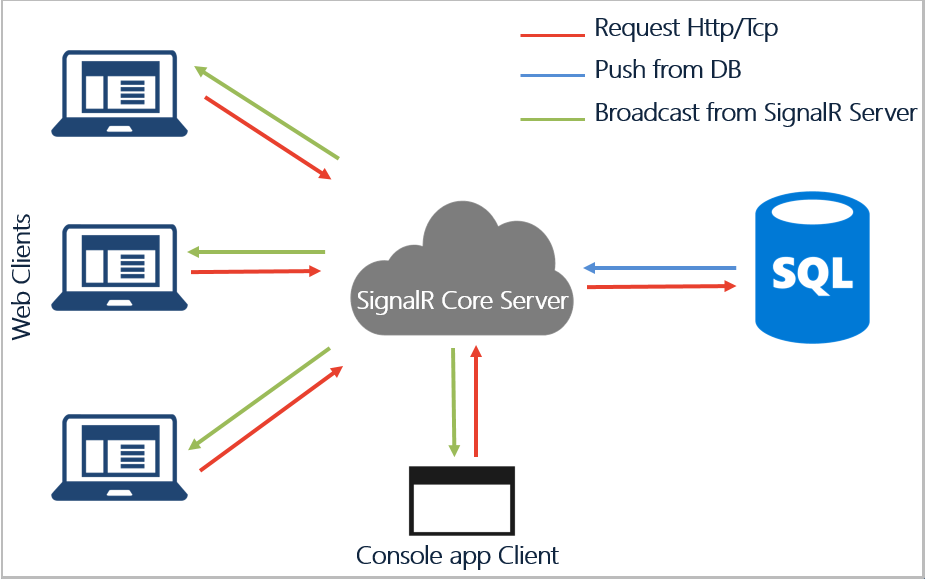 Request Http/Tcp
Push from DB
Broadcast from SignalR Server
Web Clients
SignalR Core Server
SQL
Console app Client